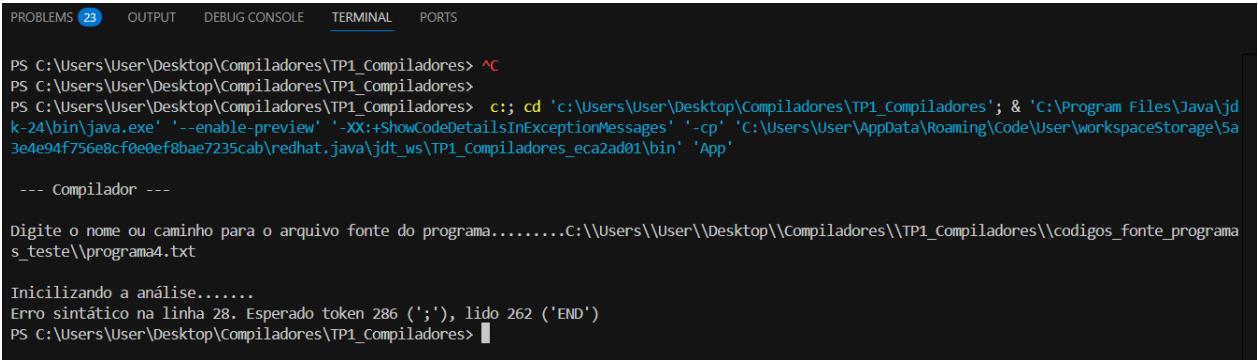 PROBLEMS 23 OUTPUT DEBUG CONSOLE TERMINAL PORTS
PS C:\Users\User\Desktop\Compiladores\TP1_Compiladores> ^C
PS C:\Users\User\Desktop\Compiladores\TP1_Compiladores>
PS C:\Users\User\Desktop\Compiladores\TP1_Compiladores>  c:; cd 'c:\Users\User\Desktop\Compiladores\TP1_Compiladores'; & 'C:\Program Files\Java\jd
k-24\bin\java.exe' '--enable-preview' '-XX:+ShowCodeDetailsInExceptionMessages' '-cp' 'C:\Users\User\AppData\Roaming\Code\User\workspaceStorage\5a
3e4e94f756e8cf0e0ef8bae7235cab\redhat.java\jdt_ws\TP1_Compiladores_eca2ad01\bin' 'App'
--- Compilador ---
Digite o nome ou caminho para o arquivo fonte do programa.........C:\\Users\\User\\Desktop\\Compiladores\\TP1_Compiladores\\codigos_fonte_programa
s_teste\\programa4.txt
Inicilizando a análise.......
Erro sintático na linha 28. Esperado token 286 (';'), lido 262 ('END')
PS C:\Users\User\Desktop\Compiladores\TP1_Compiladores>